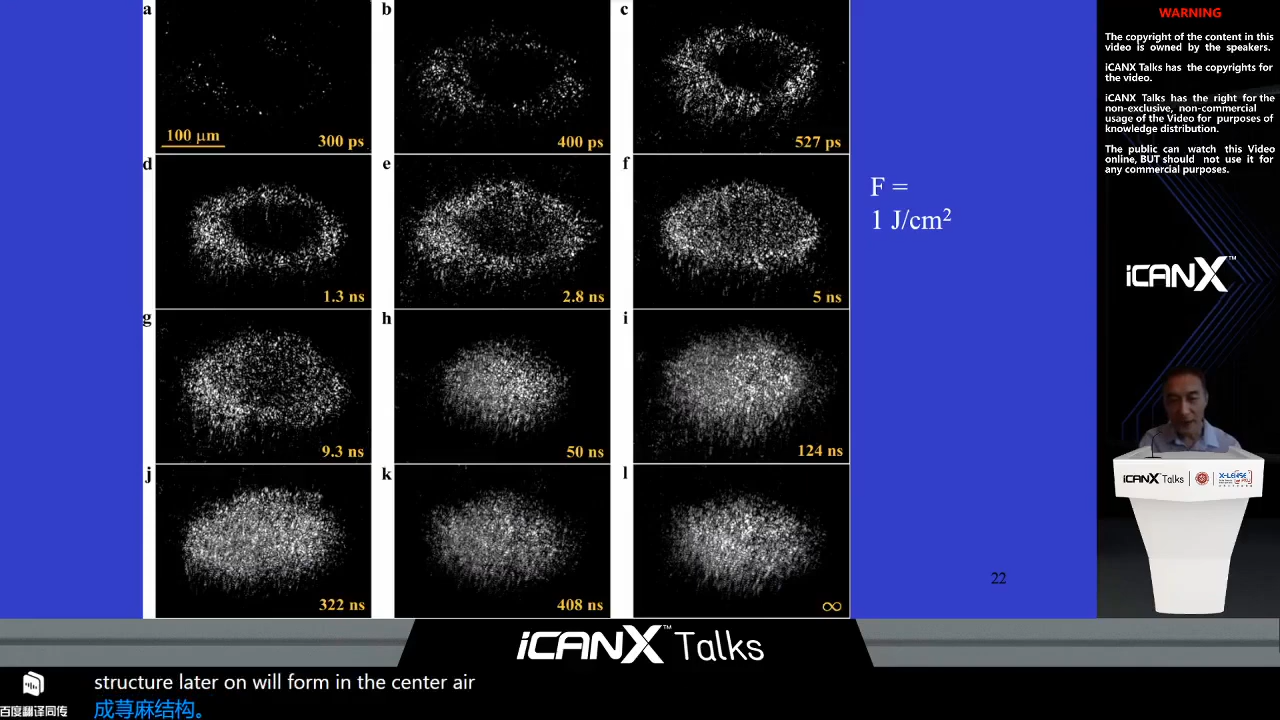 a
100 μm
300 ps
b
400 ps
c
527 ps
d
1.3 ns
e
2.8 ns
f
5 ns
g
9.3 ns
h
50 ns
i
124 ns
j
322 ns
k
408 ns
l
∞
F =
1 J/cm²
22
WARNING
The copyright of the content in this
video is owned by the speakers.
iCANX Talks has the copyrights for
the video.
iCANX Talks has the right for the
non-exclusive, non-commercial
usage of the Video for purposes of
knowledge distribution.
The public can watch this Video
online, BUT should not use it for
any commercial purposes.
iCANX™
iCANX Talks
X-LENSE
iCANX™ Talks
structure later on will form in the center air
成荨麻结构。
百度翻译同传